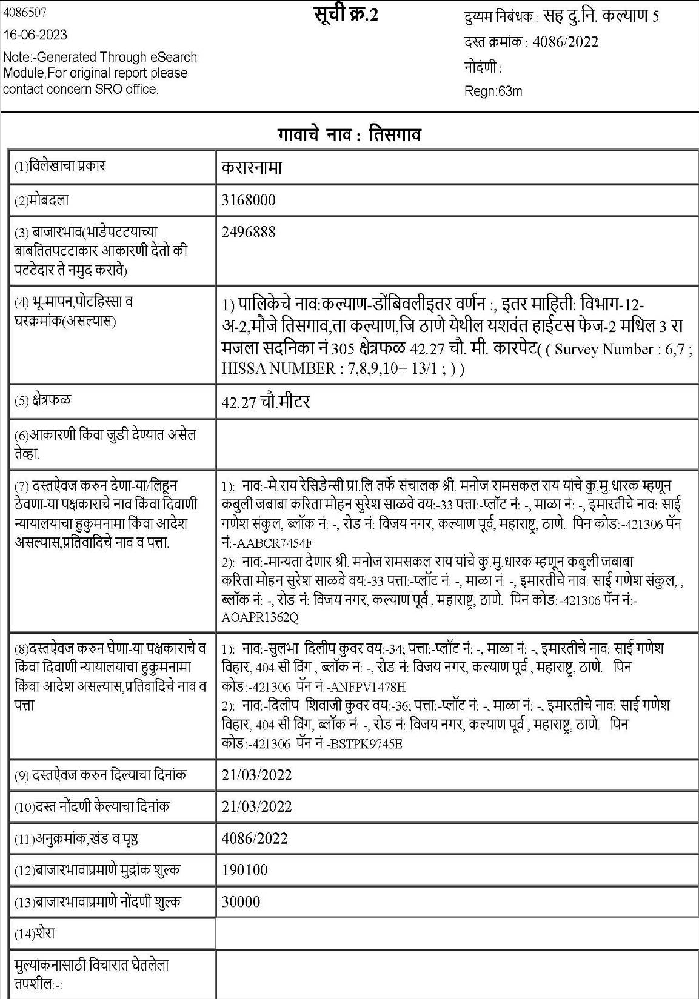 4086507
16-06-2023
Note:-Generated Through eSearch
Module,For original report please
contact concern SRO office.
सूची क्र.2
दुय्यम निबंधक : सह दु.नि. कल्याण 5
दस्त क्रमांक : 4086/2022
नोदंणी :
Regn:63m
गावाचे नाव : तिसगाव
(1)विलेखाचा प्रकार
करारनामा
(2)मोबदला
3168000
(3) बाजारभाव(भाडेपटटयाच्या
बाबतितपटटाकार आकारणी देतो की
पटटेदार ते नमुद करावे)
2496888
(4) भू-मापन,पोटहिस्सा व
घरक्रमांक(असल्यास)
1) पालिकेचे नाव:कल्याण-डोंबिवलीइतर वर्णन :, इतर माहिती: विभाग-12-
अ-2,मौजे तिसगाव,ता कल्याण,जि ठाणे येथील यशवंत हाईटस फेज-2 मधिल 3 रा
मजला सदनिका नं 305 क्षेत्रफळ 42.27 चौ. मी. कारपेट( ( Survey Number : 6,7 ;
HISSA NUMBER : 7,8,9,10+ 13/1 ; ) )
(5) क्षेत्रफळ
42.27 चौ.मीटर
(6)आकारणी किंवा जुडी देण्यात असेल
तेव्हा.
(7) दस्तऐवज करुन देणा-या/लिहून
ठेवणा-या पक्षकाराचे नाव किंवा दिवाणी
न्यायालयाचा हुकुमनामा किंवा आदेश
असल्यास,प्रतिवादिचे नाव व पत्ता.
1): नाव:-मे.राय रेसिडेन्सी प्रा.लि तर्फे संचालक श्री. मनोज रामसकल राय यांचे कु.मु.धारक म्हणून
कबुली जबाबा करिता मोहन सुरेश साळवे वय:-33 पत्ता:-प्लॉट नं: -, माळा नं: -, इमारतीचे नाव: साई
गणेश संकुल, ब्लॉक नं: -, रोड नं: विजय नगर, कल्याण पूर्व, महाराष्ट्र, ठाणे. पिन कोड:-421306 पॅन
नं:-AABCR7454F
2): नाव:-मान्यता देणार श्री. मनोज रामसकल राय यांचे कु.मु.धारक म्हणून कबुली जबाबा
करिता मोहन सुरेश साळवे वय:-33 पत्ता:-प्लॉट नं: -, माळा नं: -, इमारतीचे नाव: साई गणेश संकुल, ,
ब्लॉक नं: -, रोड नं: विजय नगर, कल्याण पूर्व , महाराष्ट्र, ठाणे. पिन कोड:-421306 पॅन नं:-
AOAPR1362Q
(8)दस्तऐवज करुन घेणा-या पक्षकाराचे व
किंवा दिवाणी न्यायालयाचा हुकुमनामा
किंवा आदेश असल्यास,प्रतिवादिचे नाव व
पत्ता
1): नाव:-सुलभा दिलीप कुवर वय:-34; पत्ता:-प्लॉट नं: -, माळा नं: -, इमारतीचे नाव: साई गणेश
विहार, 404 सी विंग , ब्लॉक नं: -, रोड नं: विजय नगर, कल्याण पूर्व , महाराष्ट्र, ठाणे. पिन
कोड:-421306 पॅन नं:-ANFPV1478H
2): नाव:-दिलीप शिवाजी कुवर वय:-36; पत्ता:-प्लॉट नं: -, माळा नं: -, इमारतीचे नाव: साई गणेश
विहार, 404 सी विंग, ब्लॉक नं: -, रोड नं: विजय नगर, कल्याण पूर्व , महाराष्ट्र, ठाणे. पिन
कोड:-421306 पॅन नं:-BSTPK9745E
(9) दस्तऐवज करुन दिल्याचा दिनांक
21/03/2022
(10)दस्त नोंदणी केल्याचा दिनांक
21/03/2022
(11)अनुक्रमांक,खंड व पृष्ठ
4086/2022
(12)बाजारभावाप्रमाणे मुद्रांक शुल्क
190100
(13)बाजारभावाप्रमाणे नोंदणी शुल्क
30000
(14)शेरा
मुल्यांकनासाठी विचारात घेतलेला
तपशील:-: